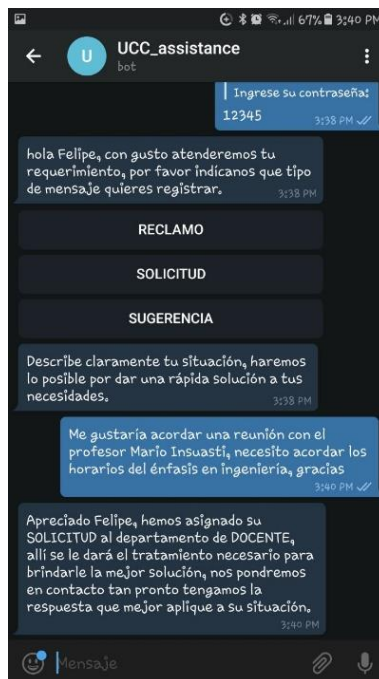 67% 3:40 PM
U
UCC_assistance
bot
Ingrese su contraseña:
12345
3:38 PM
hola Felipe, con gusto atenderemos tu
requerimiento, por favor indícanos que tipo
de mensaje quieres registrar.
3:38 PM
RECLAMO
SOLICITUD
SUGERENCIA
Describe claramente tu situación, haremos
lo posible por dar una rápida solución a tus
necesidades.
3:38 PM
Me gustaría acordar una reunión con el
profesor Mario Insuasti, necesito acordar los
horarios del énfasis en ingeniería, gracias
3:40 PM
Apreciado Felipe, hemos asignado su
SOLICITUD al departamento de DOCENTE,
allí se le dará el tratamiento necesario para
brindarle la mejor solución, nos pondremos
en contacto tan pronto tengamos la
respuesta que mejor aplique a su situación.
3:40 PM
Mensaje